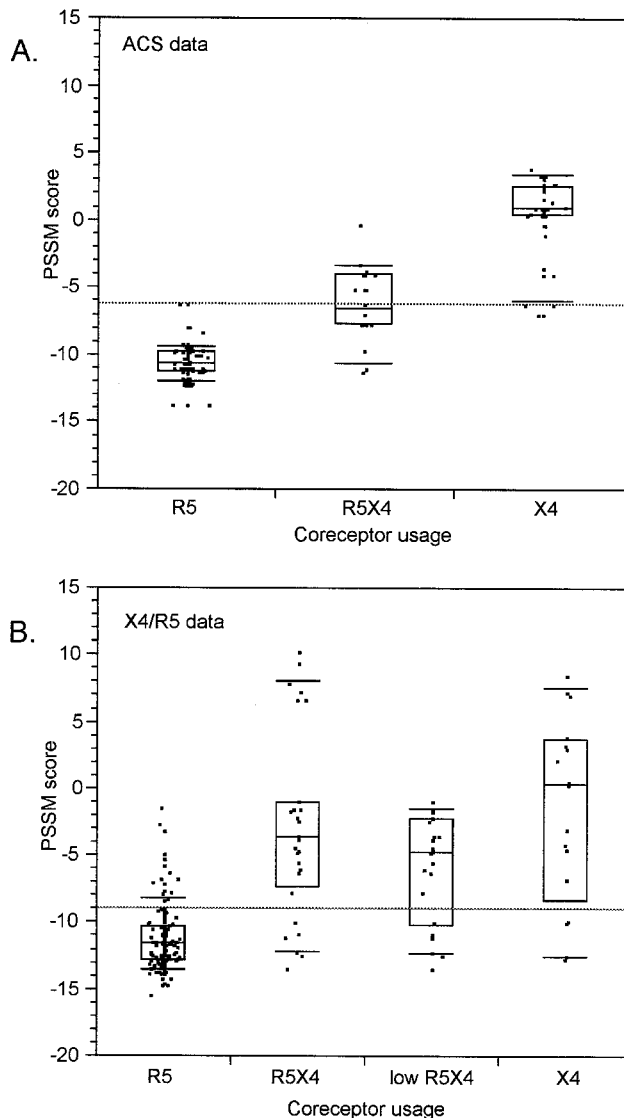 A.
ACS data
15
10
5
0
-5
-10
-15
-20
PSSM score
R5 R5X4 X4
Coreceptor usage
B.
X4/R5 data
15
10
5
0
-5
-10
-15
-20
PSSM score
R5 R5X4 low R5X4 X4
Coreceptor usage